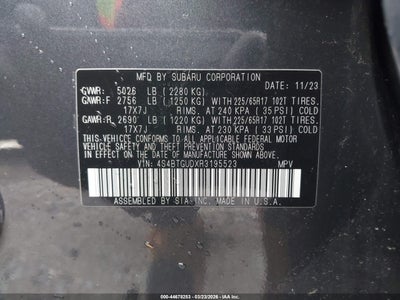 MFD BY SUBARU CORPORATION
DATE: 11/23
GVWR: 5026 LB (2280 KG)
GAWR:F 2756 LB (1250 KG) WITH 225/65R17 102T TIRES.
17X7J RIMS. AT 240 KPA (35 PSI) COLD
GAWR:R 2690 LB (1220 KG) WITH 225/65R17 102T TIRES.
17X7J RIMS. AT 230 KPA (33 PSI) COLD
THIS VEHICLE CONFORMS TO ALL APPLICABLE FEDERAL MOTOR
VEHICLE SAFETY, BUMPER, AND THEFT PREVENTION STANDARDS
IN EFFECT ON THE DATE OF MANUFACTURE SHOWN ABOVE.
VIN: 4S4BTGUDXR3195523 MPV
ASSEMBLED BY SIA-INC. MADE IN U.S.A.
000-44678253 - 03/23/2026 - IAAI